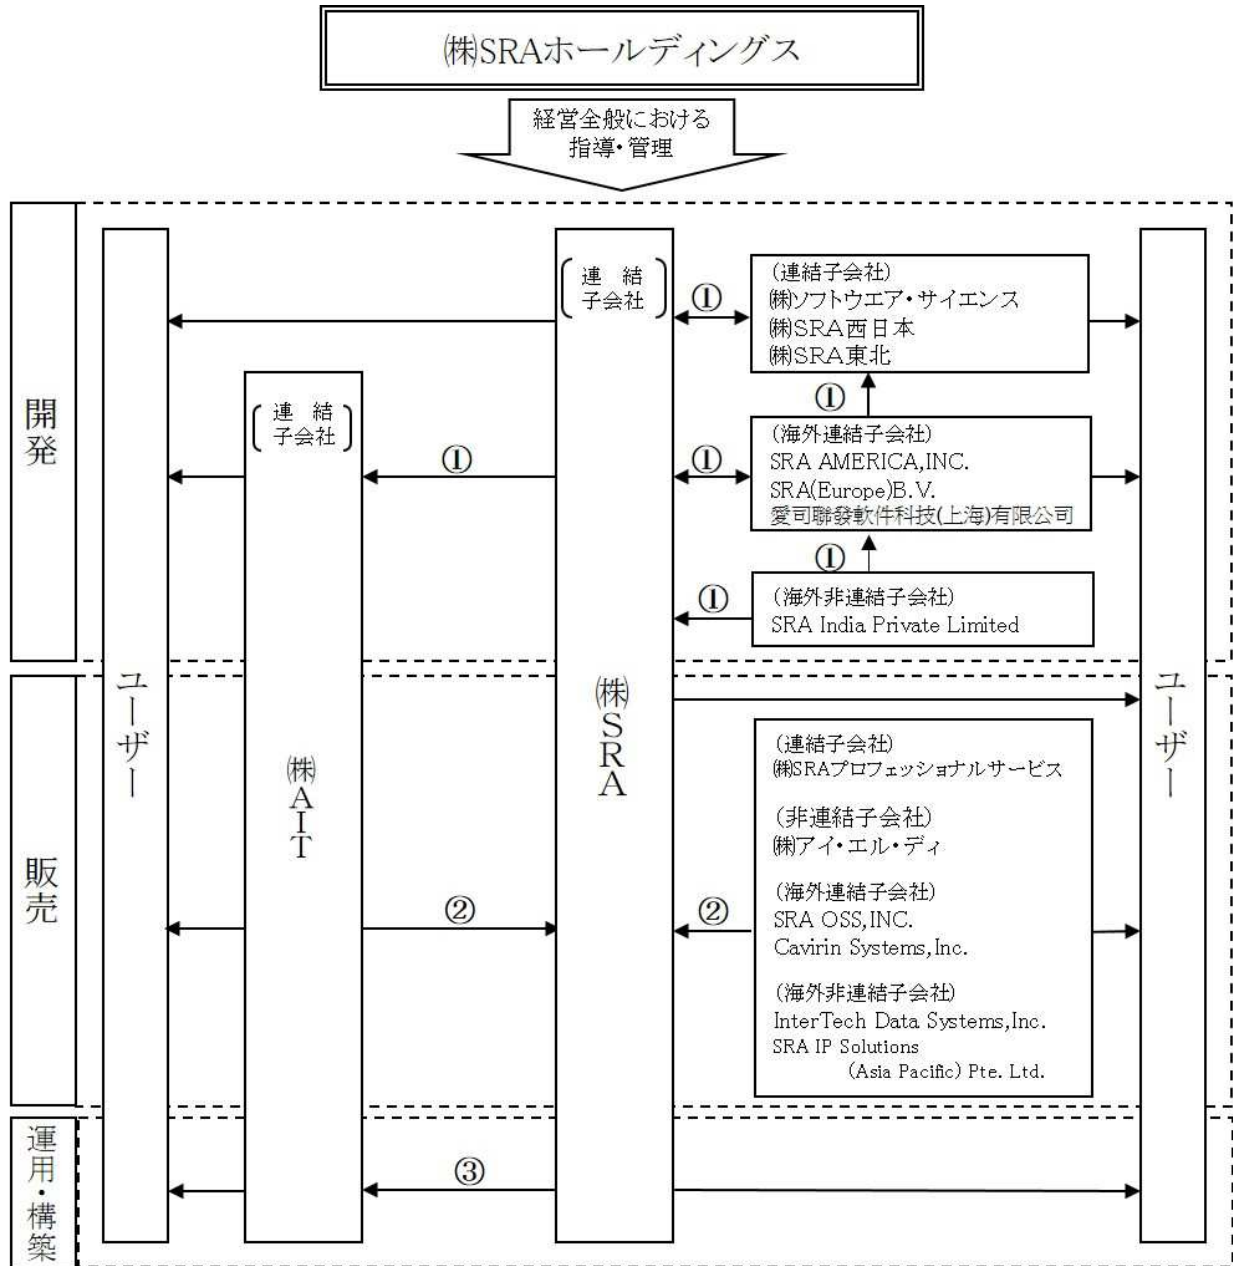 ㈱SRAホールディングス
経営全般における
指導・管理
開発
ユーザー
連結
子会社
㈱AIT
①
連結
子会社
㈱SRA
①
(連結子会社)
㈱ソフトウエア・サイエンス
㈱SRA西日本
㈱SRA東北
①
①
(海外連結子会社)
SRA AMERICA,INC.
SRA(Europe)B.V.
愛司聯發軟件科技(上海)有限公司
①
①
(海外非連結子会社)
SRA India Private Limited
ユーザー
販売
②
②
(連結子会社)
㈱SRAプロフェッショナルサービス
(非連結子会社)
㈱アイ・エル・ディ
(海外連結子会社)
SRA OSS,INC.
Cavirin Systems,Inc.
(海外非連結子会社)
InterTech Data Systems,Inc.
SRA IP Solutions
(Asia Pacific) Pte. Ltd.
運用・構築
③